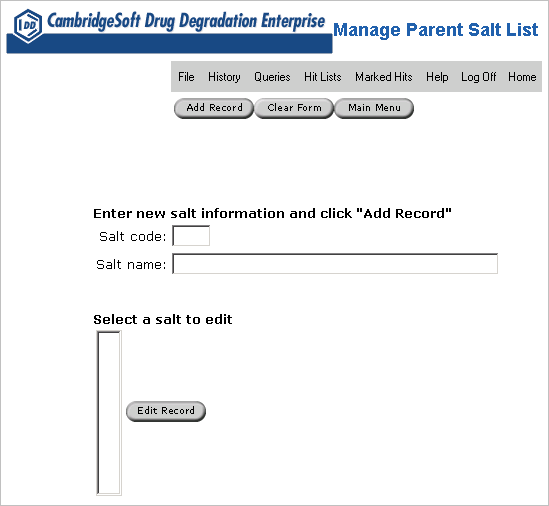 DD CambridgeSoft Drug Degradation Enterprise Manage Parent Salt List
File History Queries Hit Lists Marked Hits Help Log Off Home
Add Record Clear Form Main Menu
Enter new salt information and click "Add Record"
Salt code:
Salt name:
Select a salt to edit
Edit Record